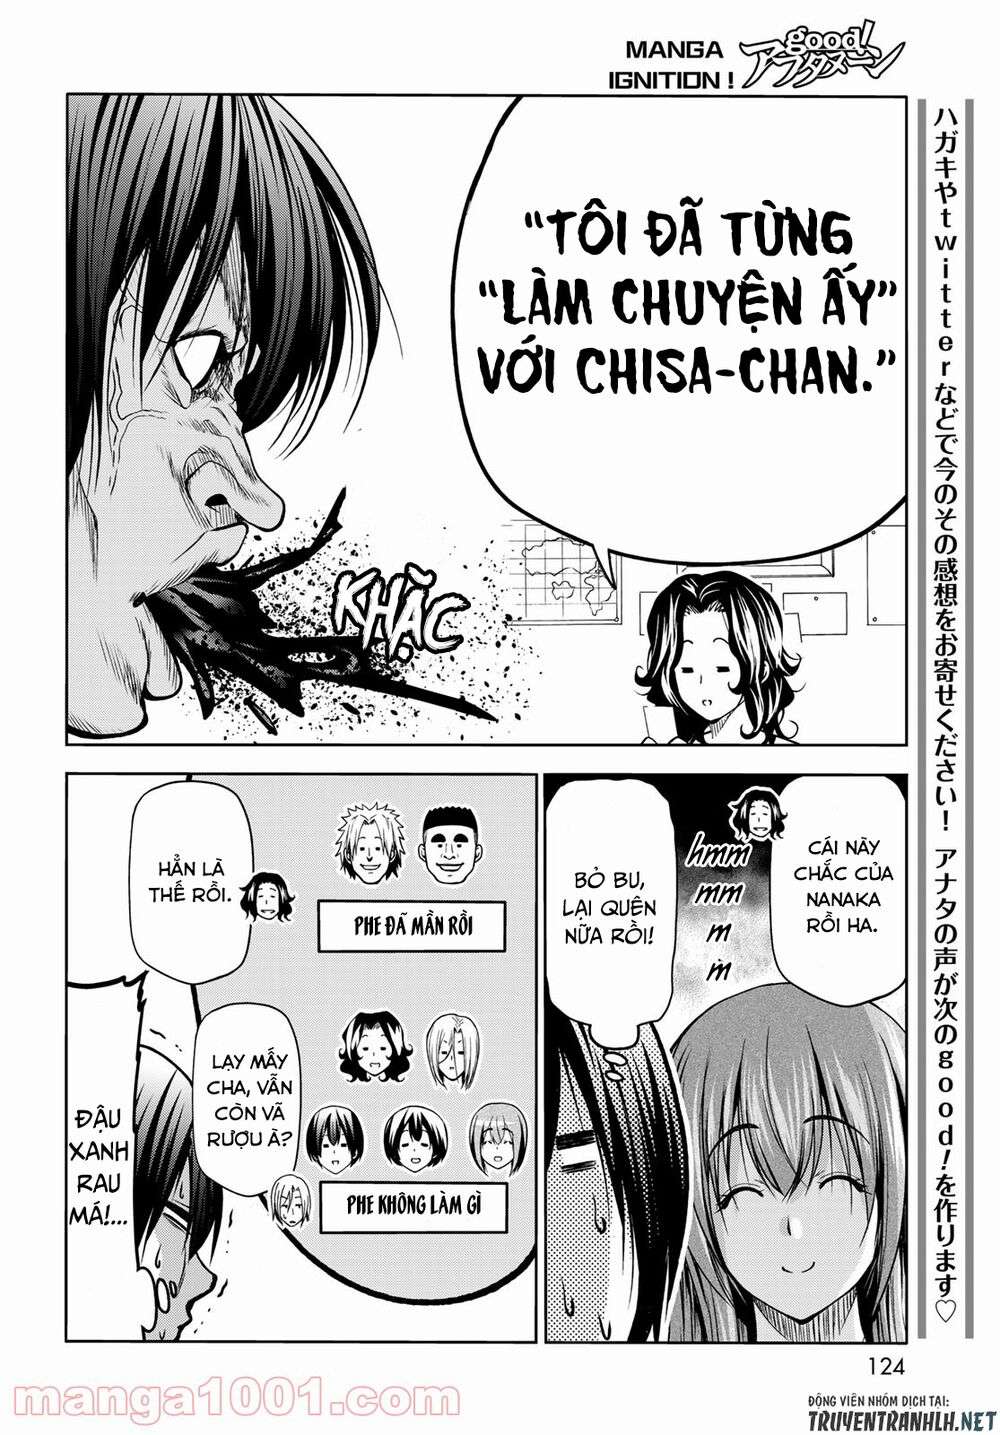 MANGA
IGNITION !
good!
アフタヌーン
ハガキやtwitterなどで今のその感想をお寄せください！ アナタの声が次のgood!を作ります♡
“TÔI ĐÃ TỪNG
“LÀM CHUYỆN ẤY”
VỚI CHISA-CHAN.”
KHẶC
CÁI NÀY
CHẮC CỦA
NANAKA
RỒI HA.
hmm
mm
m
m̀
BỎ BU,
LẠI QUÊN
NỮA RỒI!
HẲN LÀ
THẾ RỒI.
PHE ĐÃ MẦN RỒI
LẠY MẤY
CHA, VẪN
CÒN VÃ
RƯỢU À?
PHE KHÔNG LÀM GÌ
ĐẬU
XANH
RAU
MÁ!...
124
manga1001.com
ĐỘNG VIÊN NHÓM DỊCH TẠI:
TRUYENTRANHLH.NET